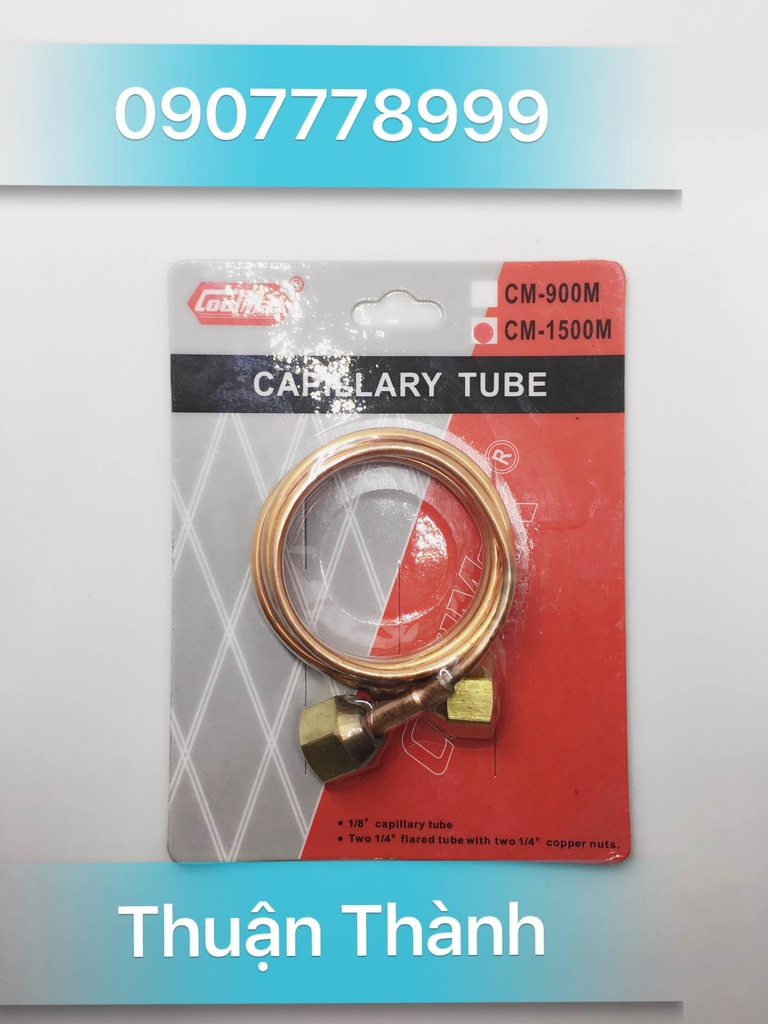 0907778999
CM-900M
CM-1500M
CAPILLARY TUBE
®
• 1/8" capillary tube
• Two 1/4" flared tube with two 1/4" copper nuts.
Thuận Thành